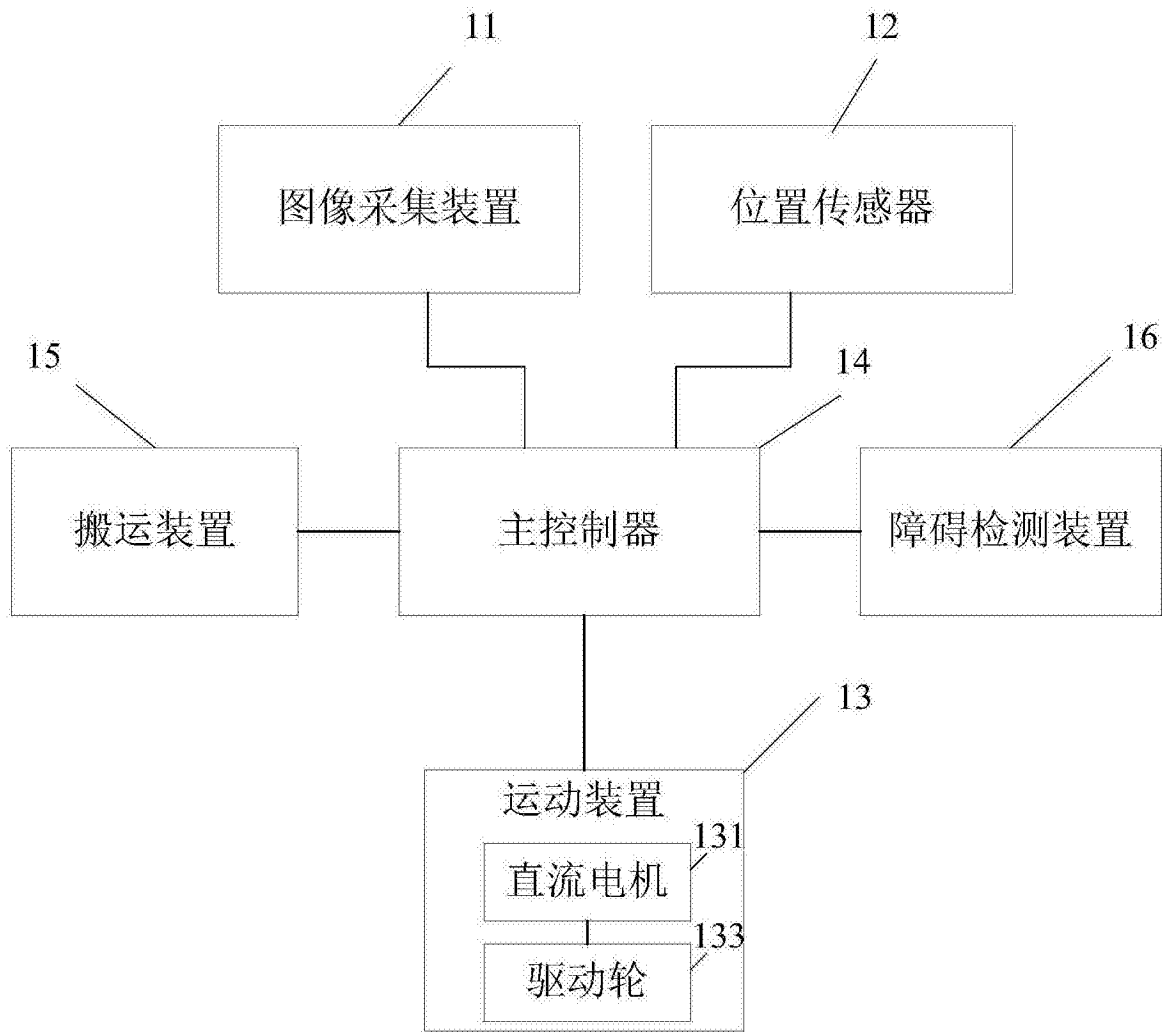 11
12
图像采集装置
位置传感器
15
14
16
搬运装置
主控制器
障碍检测装置
13
运动装置
131
直流电机
133
驱动轮